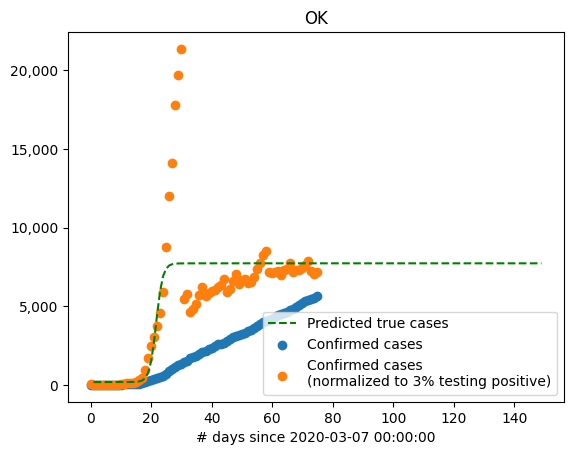 OK
20,000
15,000
10,000
5,000
0
Predicted true cases
Confirmed cases
Confirmed cases
(normalized to 3% testing positive)
0 20 40 60 80 100 120 140
# days since 2020-03-07 00:00:00